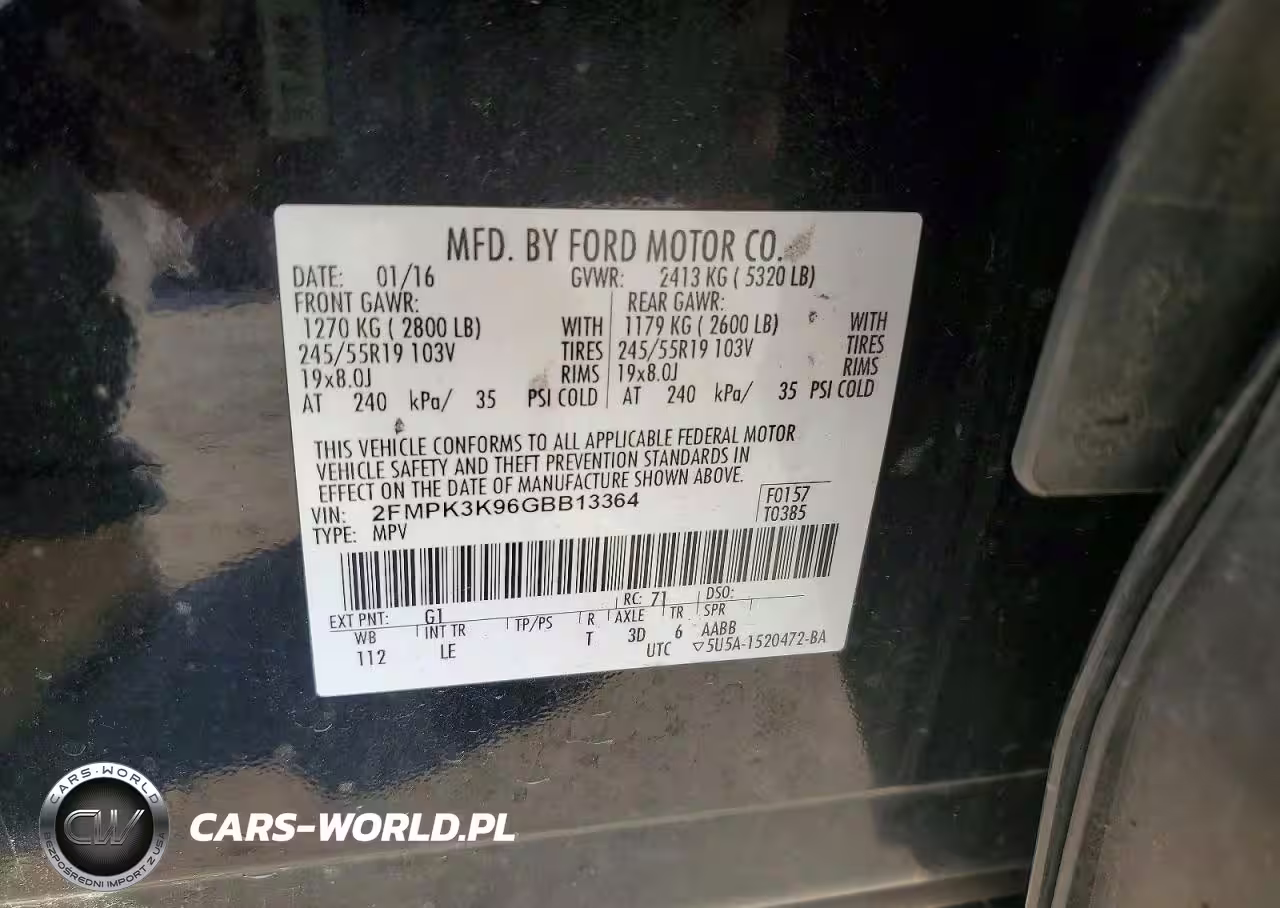 MFD. BY FORD MOTOR CO.
DATE: 01/16 GVWR: 2413 KG ( 5320 LB)
FRONT GAWR: REAR GAWR:
1270 KG ( 2800 LB) WITH 1179 KG ( 2600 LB) WITH
245/55R19 103V TIRES 245/55R19 103V TIRES
19x8.0J RIMS 19x8.0J RIMS
AT 240 kPa/ 35 PSI COLD AT 240 kPa/ 35 PSI COLD
THIS VEHICLE CONFORMS TO ALL APPLICABLE FEDERAL MOTOR
VEHICLE SAFETY AND THEFT PREVENTION STANDARDS IN
EFFECT ON THE DATE OF MANUFACTURE SHOWN ABOVE.
VIN: 2FMPK3K96GBB13364 F0157
TYPE: MPV T0385
EXT PNT: G1 RC: 71 DSO:
WB INT TR TP/PS R AXLE TR SPR
112 LE T 3D 6 AABB
UTC ▽5U5A-1520472-BA
CARS-WORLD
CW
BEZPOŚREDNI IMPORT Z USA
CARS-WORLD.PL